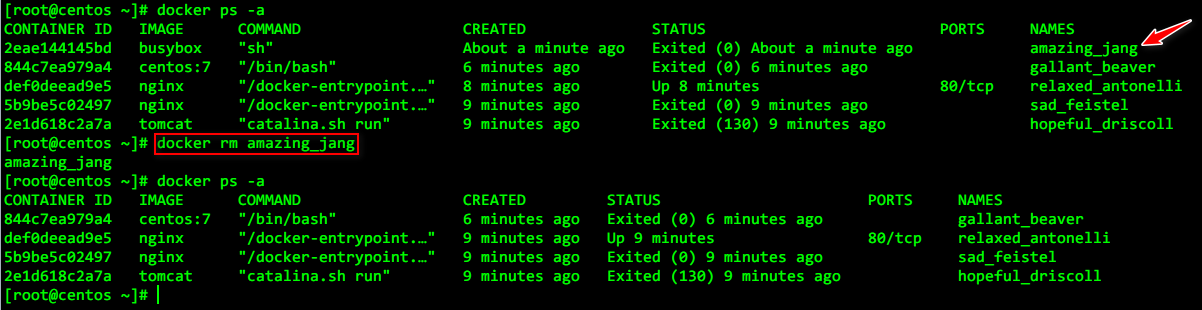 [root@centos ~]# docker ps -a
CONTAINER ID   IMAGE      COMMAND                  CREATED              STATUS                          PORTS     NAMES
2eae144145bd   busybox    "sh"                     About a minute ago   Exited (0) About a minute ago             amazing_jang
844c7ea979a4   centos:7   "/bin/bash"              6 minutes ago        Exited (0) 6 minutes ago                  gallant_beaver
def0deead9e5   nginx      "/docker-entrypoint.…"   8 minutes ago        Up 8 minutes                    80/tcp    relaxed_antonelli
5b9be5c02497   nginx      "/docker-entrypoint.…"   9 minutes ago        Exited (0) 9 minutes ago                  sad_feistel
2e1d618c2a7a   tomcat     "catalina.sh run"        9 minutes ago        Exited (130) 9 minutes ago                hopeful_driscoll
[root@centos ~]# docker rm amazing_jang
amazing_jang
[root@centos ~]# docker ps -a
CONTAINER ID   IMAGE      COMMAND                  CREATED         STATUS                       PORTS     NAMES
844c7ea979a4   centos:7   "/bin/bash"              6 minutes ago   Exited (0) 6 minutes ago               gallant_beaver
def0deead9e5   nginx      "/docker-entrypoint.…"   9 minutes ago   Up 9 minutes                 80/tcp    relaxed_antonelli
5b9be5c02497   nginx      "/docker-entrypoint.…"   9 minutes ago   Exited (0) 9 minutes ago               sad_feistel
2e1d618c2a7a   tomcat     "catalina.sh run"        9 minutes ago   Exited (130) 9 minutes ago             hopeful_driscoll
[root@centos ~]#